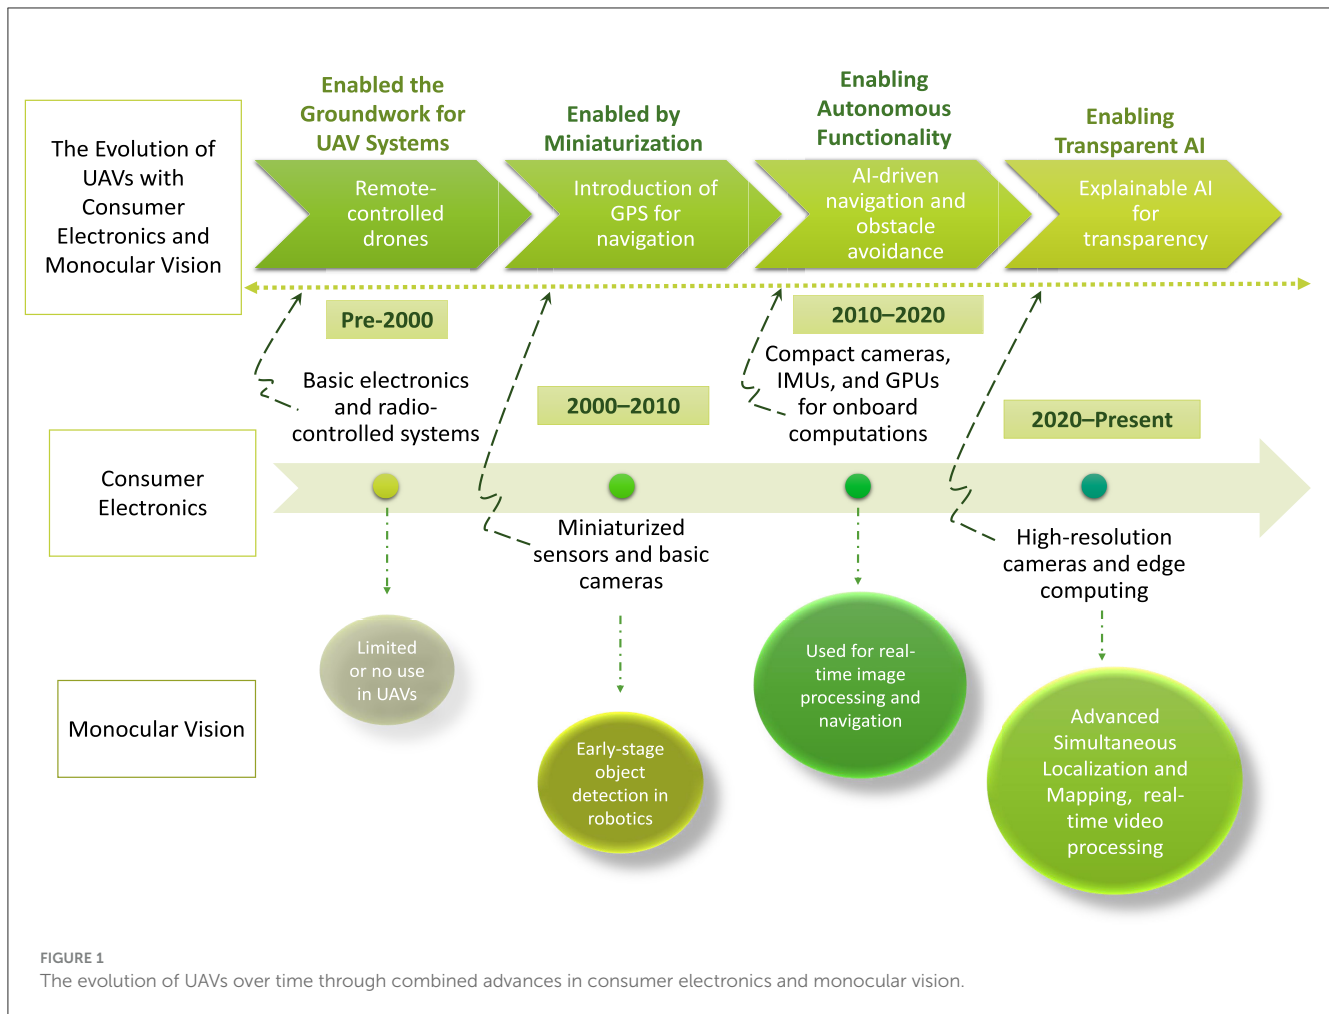 Enabled the
Groundwork for
UAV Systems
Enabled by
Miniaturization
Enabling
Autonomous
Functionality
Enabling
Transparent AI
The Evolution of
UAVs with
Consumer
Electronics and
Monocular Vision
Remote-
controlled
drones
Introduction of
GPS for
navigation
AI-driven
navigation and
obstacle
avoidance
Explainable AI
for
transparency
Pre-2000
2000–2010
2010–2020
2020–Present
Consumer
Electronics
Basic electronics
and radio-
controlled systems
Miniaturized
sensors and basic
cameras
Compact cameras,
IMUs, and GPUs
for onboard
computations
High-resolution
cameras and edge
computing
Monocular Vision
Limited
or no use
in UAVs
Early-stage
object
detection in
robotics
Used for real-
time image
processing and
navigation
Advanced
Simultaneous
Localization and
Mapping, real-
time video
processing
FIGURE 1
The evolution of UAVs over time through combined advances in consumer electronics and monocular vision.